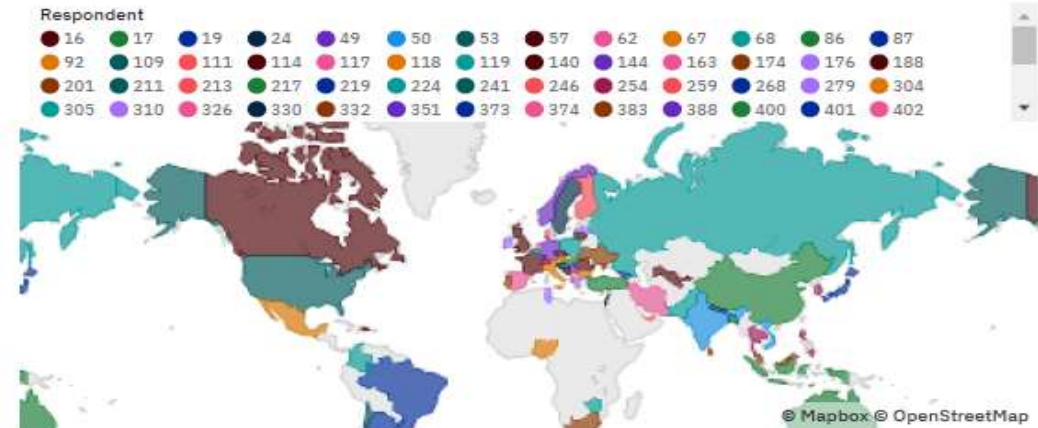 Respondent
16 17 19 24 49 50 53 57 62 67 68 86 87
92 109 111 114 117 118 119 140 144 163 174 176 188
201 211 213 217 219 224 241 246 254 259 268 279 304
305 310 326 330 332 351 373 374 383 388 400 401 402
© Mapbox © OpenStreetMap